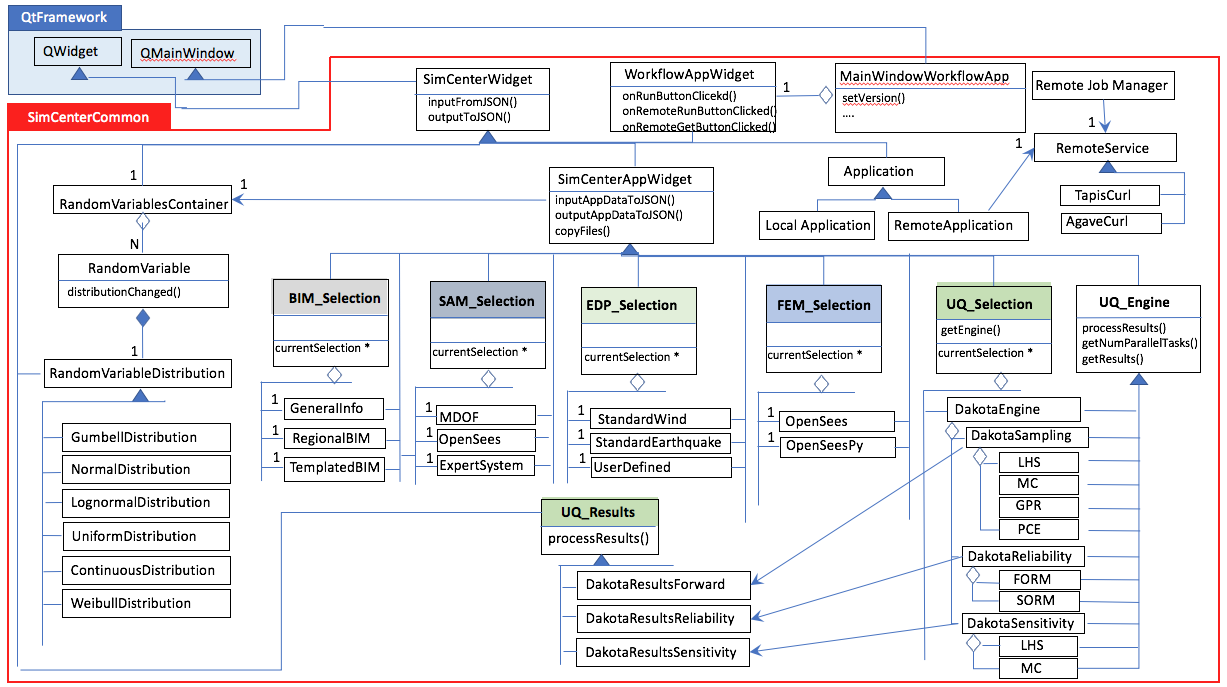 QtFramework
QWidget
QMainWindow
SimCenterCommon
SimCenterWidget
inputFromJSON()
outputToJSON()
WorkflowAppWidget
onRunButtonClicekd()
onRemoteRunButtonClicked()
onRemoteGetButtonClicked()
1
MainWindowWorkflowApp
setVersion()
....
Remote Job Manager
1
RemoteService
1
TapisCurl
AgaveCurl
Application
Local Application
RemoteApplication
1
RandomVariablesContainer
1
N
RandomVariable
distributionChanged()
1
RandomVariableDistribution
GumbellDistribution
NormalDistribution
LognormalDistribution
UniformDistribution
ContinuousDistribution
WeibullDistribution
SimCenterAppWidget
inputAppDataToJSON()
outputAppDataToJSON()
copyFiles()
BIM_Selection
currentSelection *
1
GeneralInfo
1
RegionalBIM
1
TemplatedBIM
SAM_Selection
currentSelection *
1
MDOF
1
OpenSees
1
ExpertSystem
EDP_Selection
currentSelection *
1
StandardWind
1
StandardEarthquake
1
UserDefined
FEM_Selection
currentSelection *
1
OpenSees
1
OpenSeesPy
UQ_Selection
getEngine()
currentSelection *
UQ_Engine
processResults()
getNumParallelTasks()
getResults()
DakotaEngine
DakotaSampling
LHS
MC
GPR
PCE
DakotaReliability
FORM
SORM
DakotaSensitivity
LHS
MC
UQ_Results
processResults()
DakotaResultsForward
DakotaResultsReliability
DakotaResultsSensitivity